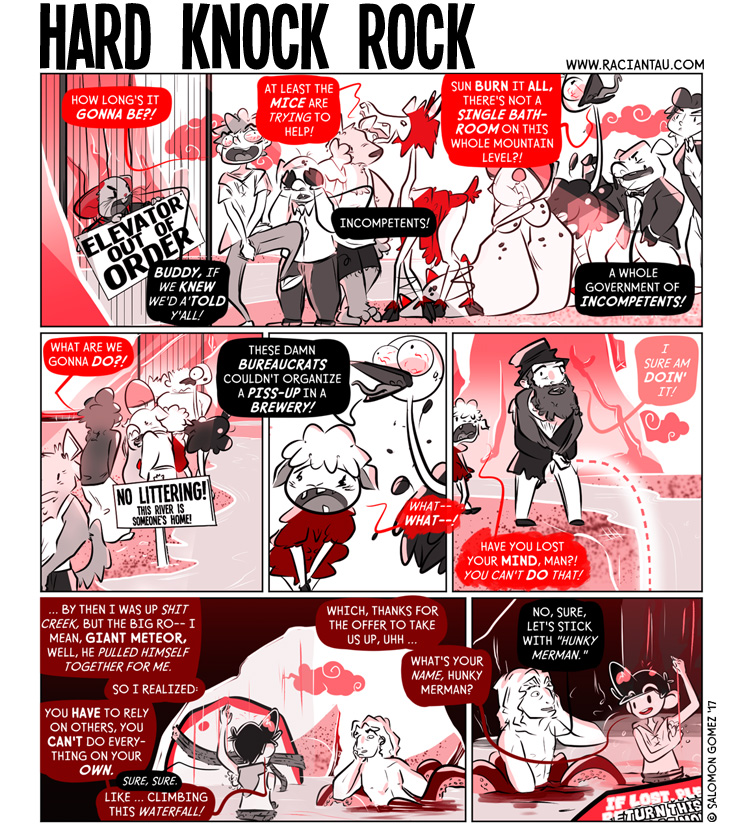 HARD KNOCK ROCK
WWW.RACIANTAU.COM
HOW LONG'S IT
GONNA BE?!
ELEVATOR
OUT OF
ORDER
BUDDY, IF
WE KNEW
WE'D A'TOLD
Y'ALL!
AT LEAST THE
MICE ARE
TRYING TO
HELP!
INCOMPETENTS!
SUN BURN IT ALL,
THERE'S NOT A
SINGLE BATH-
ROOM ON THIS
WHOLE MOUNTAIN
LEVEL?!
A WHOLE
GOVERNMENT OF
INCOMPETENTS!
WHAT ARE WE
GONNA DO?!
NO LITTERING!
THIS RIVER IS
SOMEONE'S HOME!
THESE DAMN
BUREAUCRATS
COULDN'T ORGANIZE
A PISS-UP IN A
BREWERY!
WHAT--
WHAT--!
I
SURE AM
DOIN'
IT!
HAVE YOU LOST
YOUR MIND, MAN?!
YOU CAN'T DO THAT!
... BY THEN I WAS UP SHIT
CREEK, BUT THE BIG RO-- I
MEAN, GIANT METEOR,
WELL, HE PULLED HIMSELF
TOGETHER FOR ME.
SO I REALIZED:
YOU HAVE TO RELY
ON OTHERS, YOU
CAN'T DO EVERY-
THING ON YOUR
OWN.
SURE, SURE.
LIKE ... CLIMBING
THIS WATERFALL!
WHICH, THANKS FOR
THE OFFER TO TAKE
US UP, UHH ...
WHAT'S YOUR
NAME, HUNKY
MERMAN?
NO, SURE,
LET'S STICK
WITH "HUNKY
MERMAN."
IF LOST, PL
RETURN THIS
© SALOMON GOMEZ '17